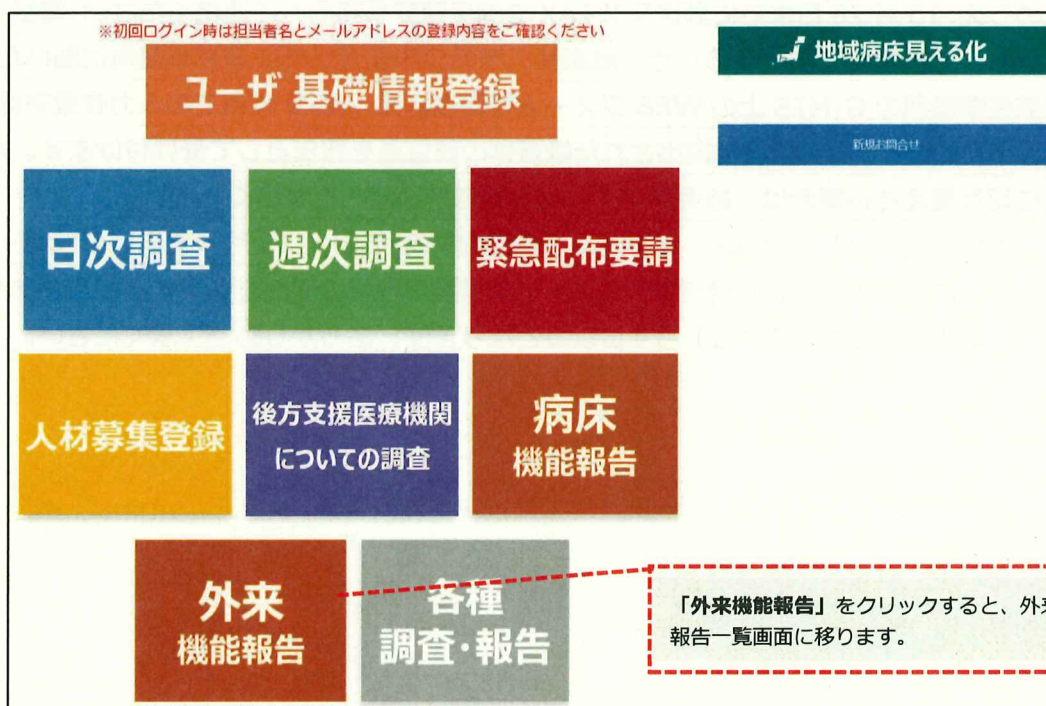 ※初回ログイン時は担当者名とメールアドレスの登録内容をご確認ください
ユーザ 基礎情報登録
地域病床見える化
新規お問合せ
日次調査
週次調査
緊急配布要請
人材募集登録
後方支援医療機関
についての調査
病床
機能報告
外来
機能報告
各種
調査・報告
「外来機能報告」をクリックすると、外来
報告一覧画面に移ります。